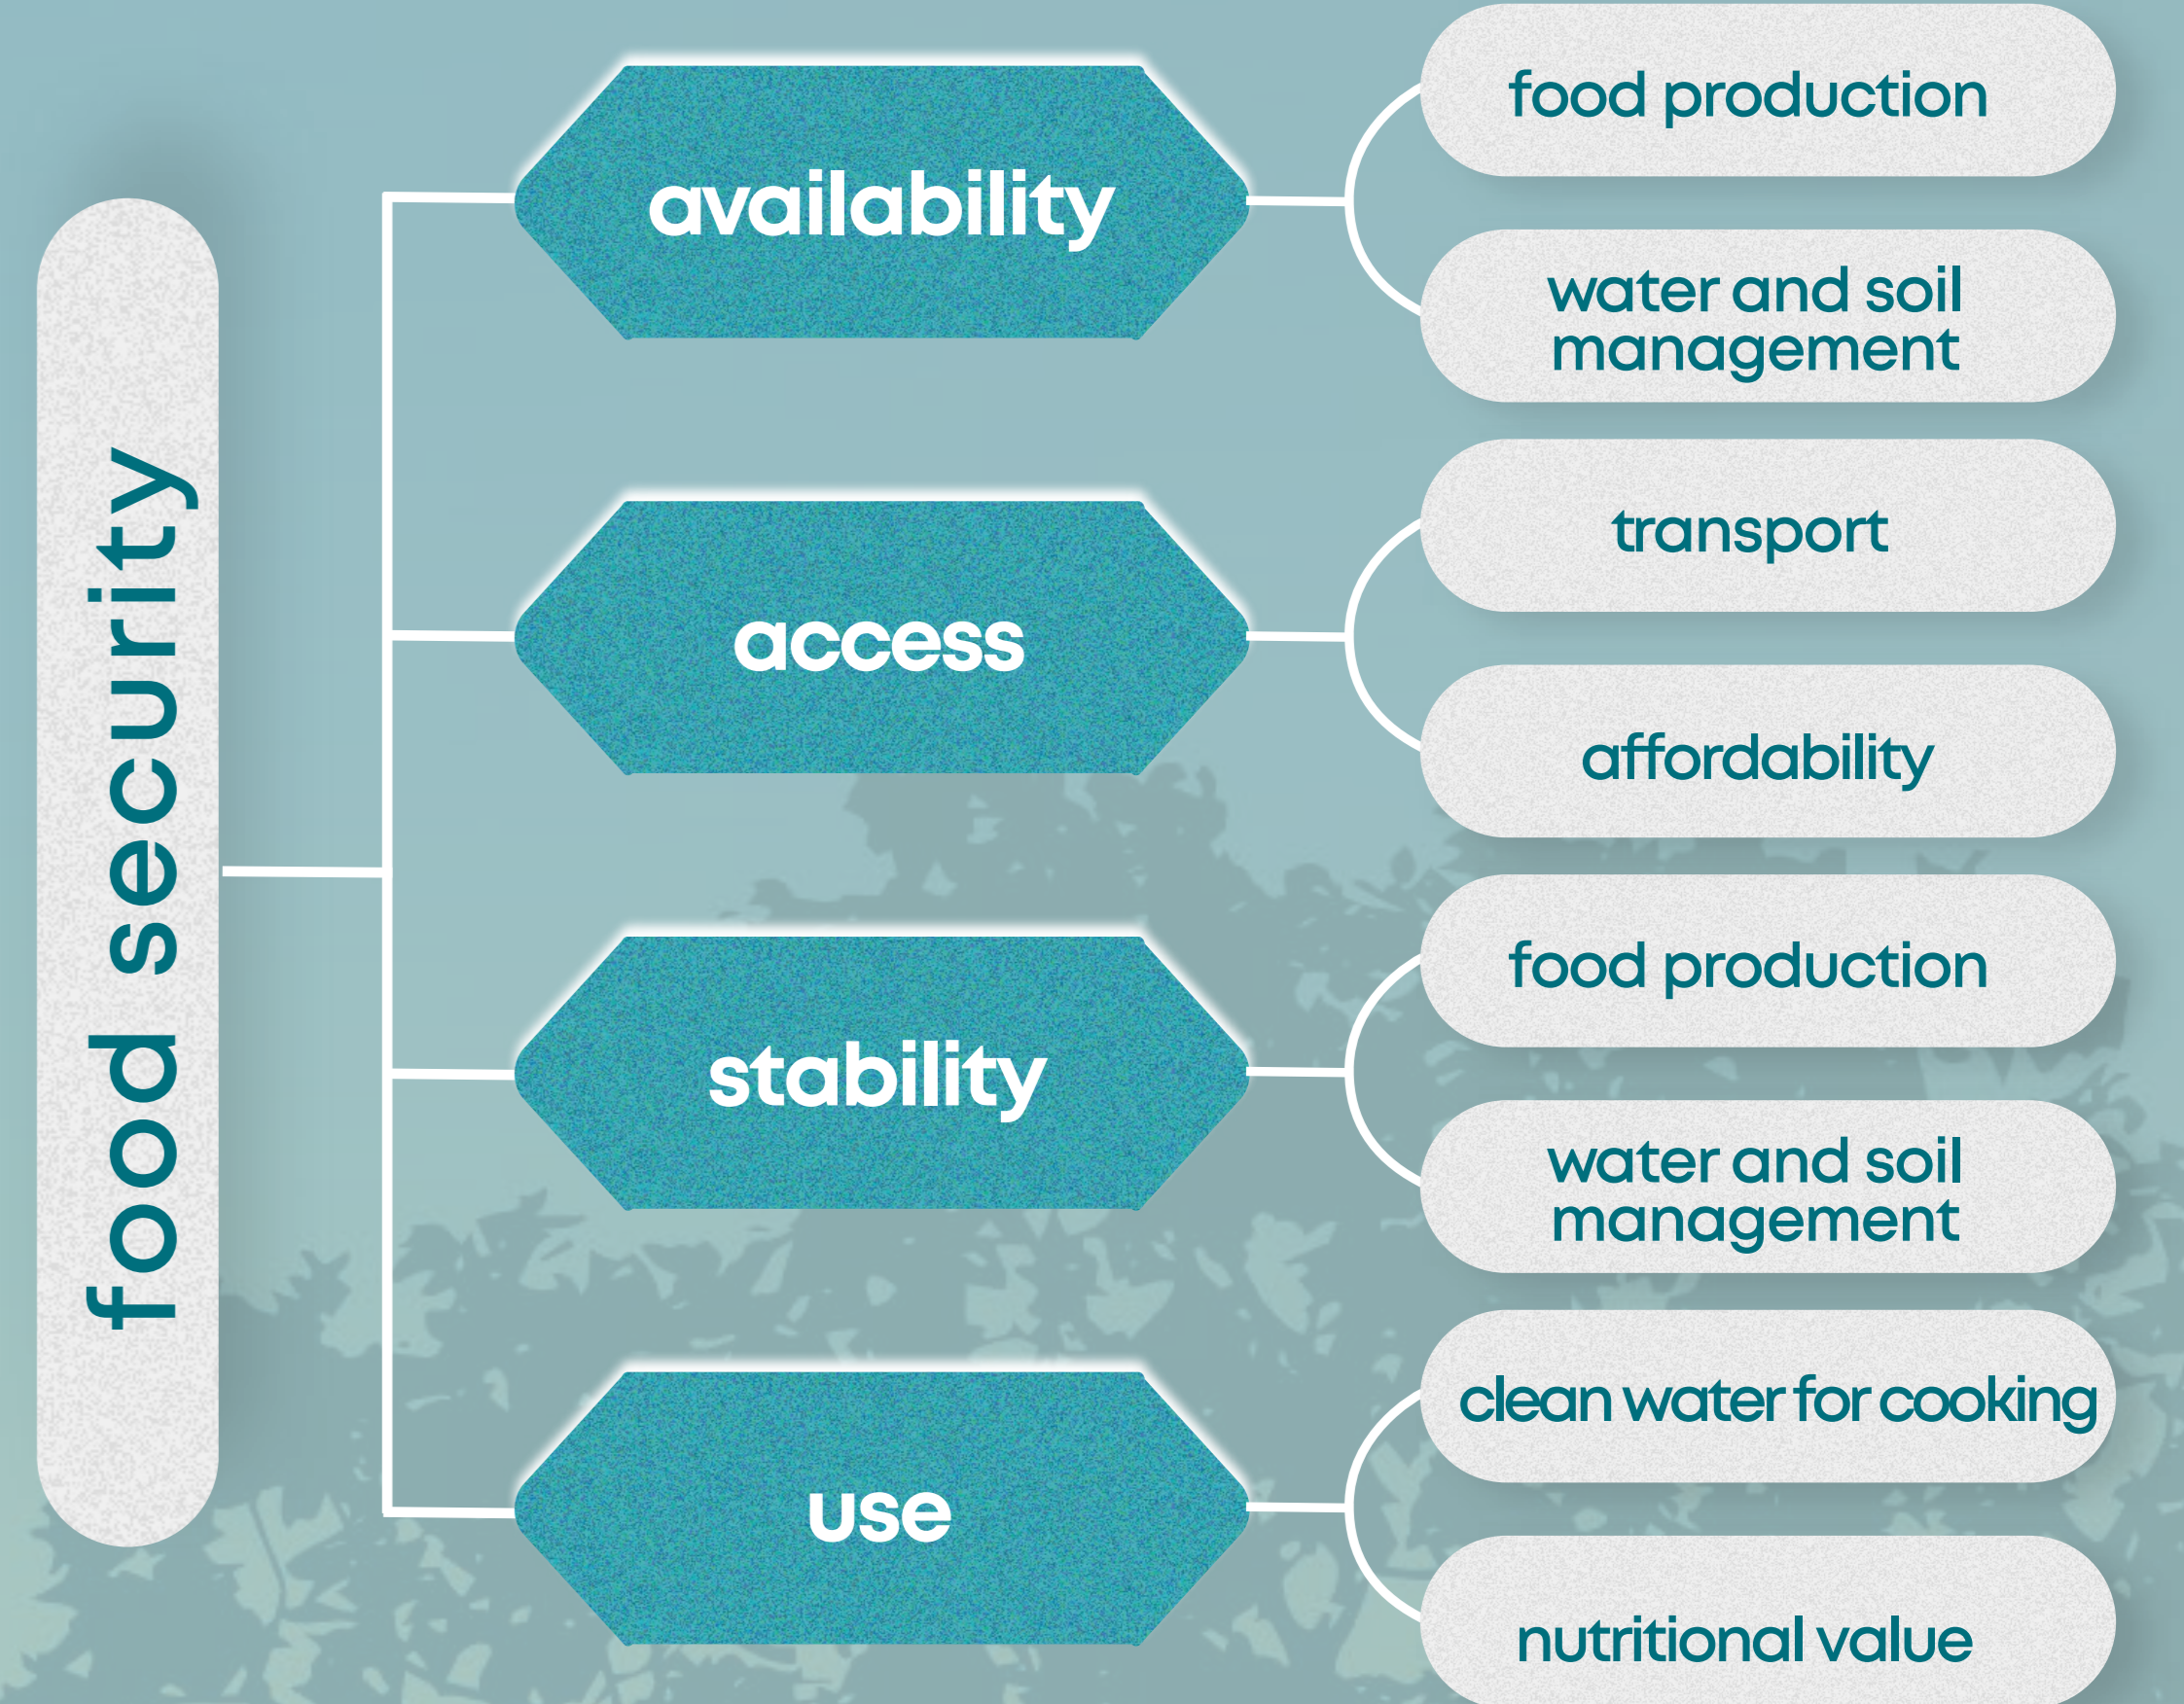 food security
availability
food production
water and soil
management
access
transport
affordability
stability
food production
water and soil
management
use
clean water for cooking
nutritional value